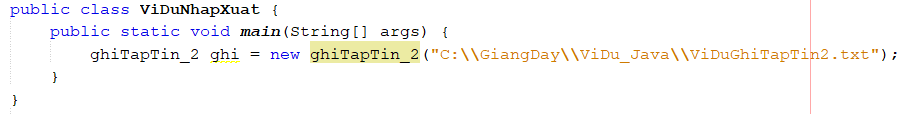 public class ViDuNhapXuat {
    public static void main(String[] args) {
        ghiTapTin_2 ghi = new ghiTapTin_2("C:\\GiangDay\\ViDu_Java\\ViDuGhiTapTin2.txt");
    }
}